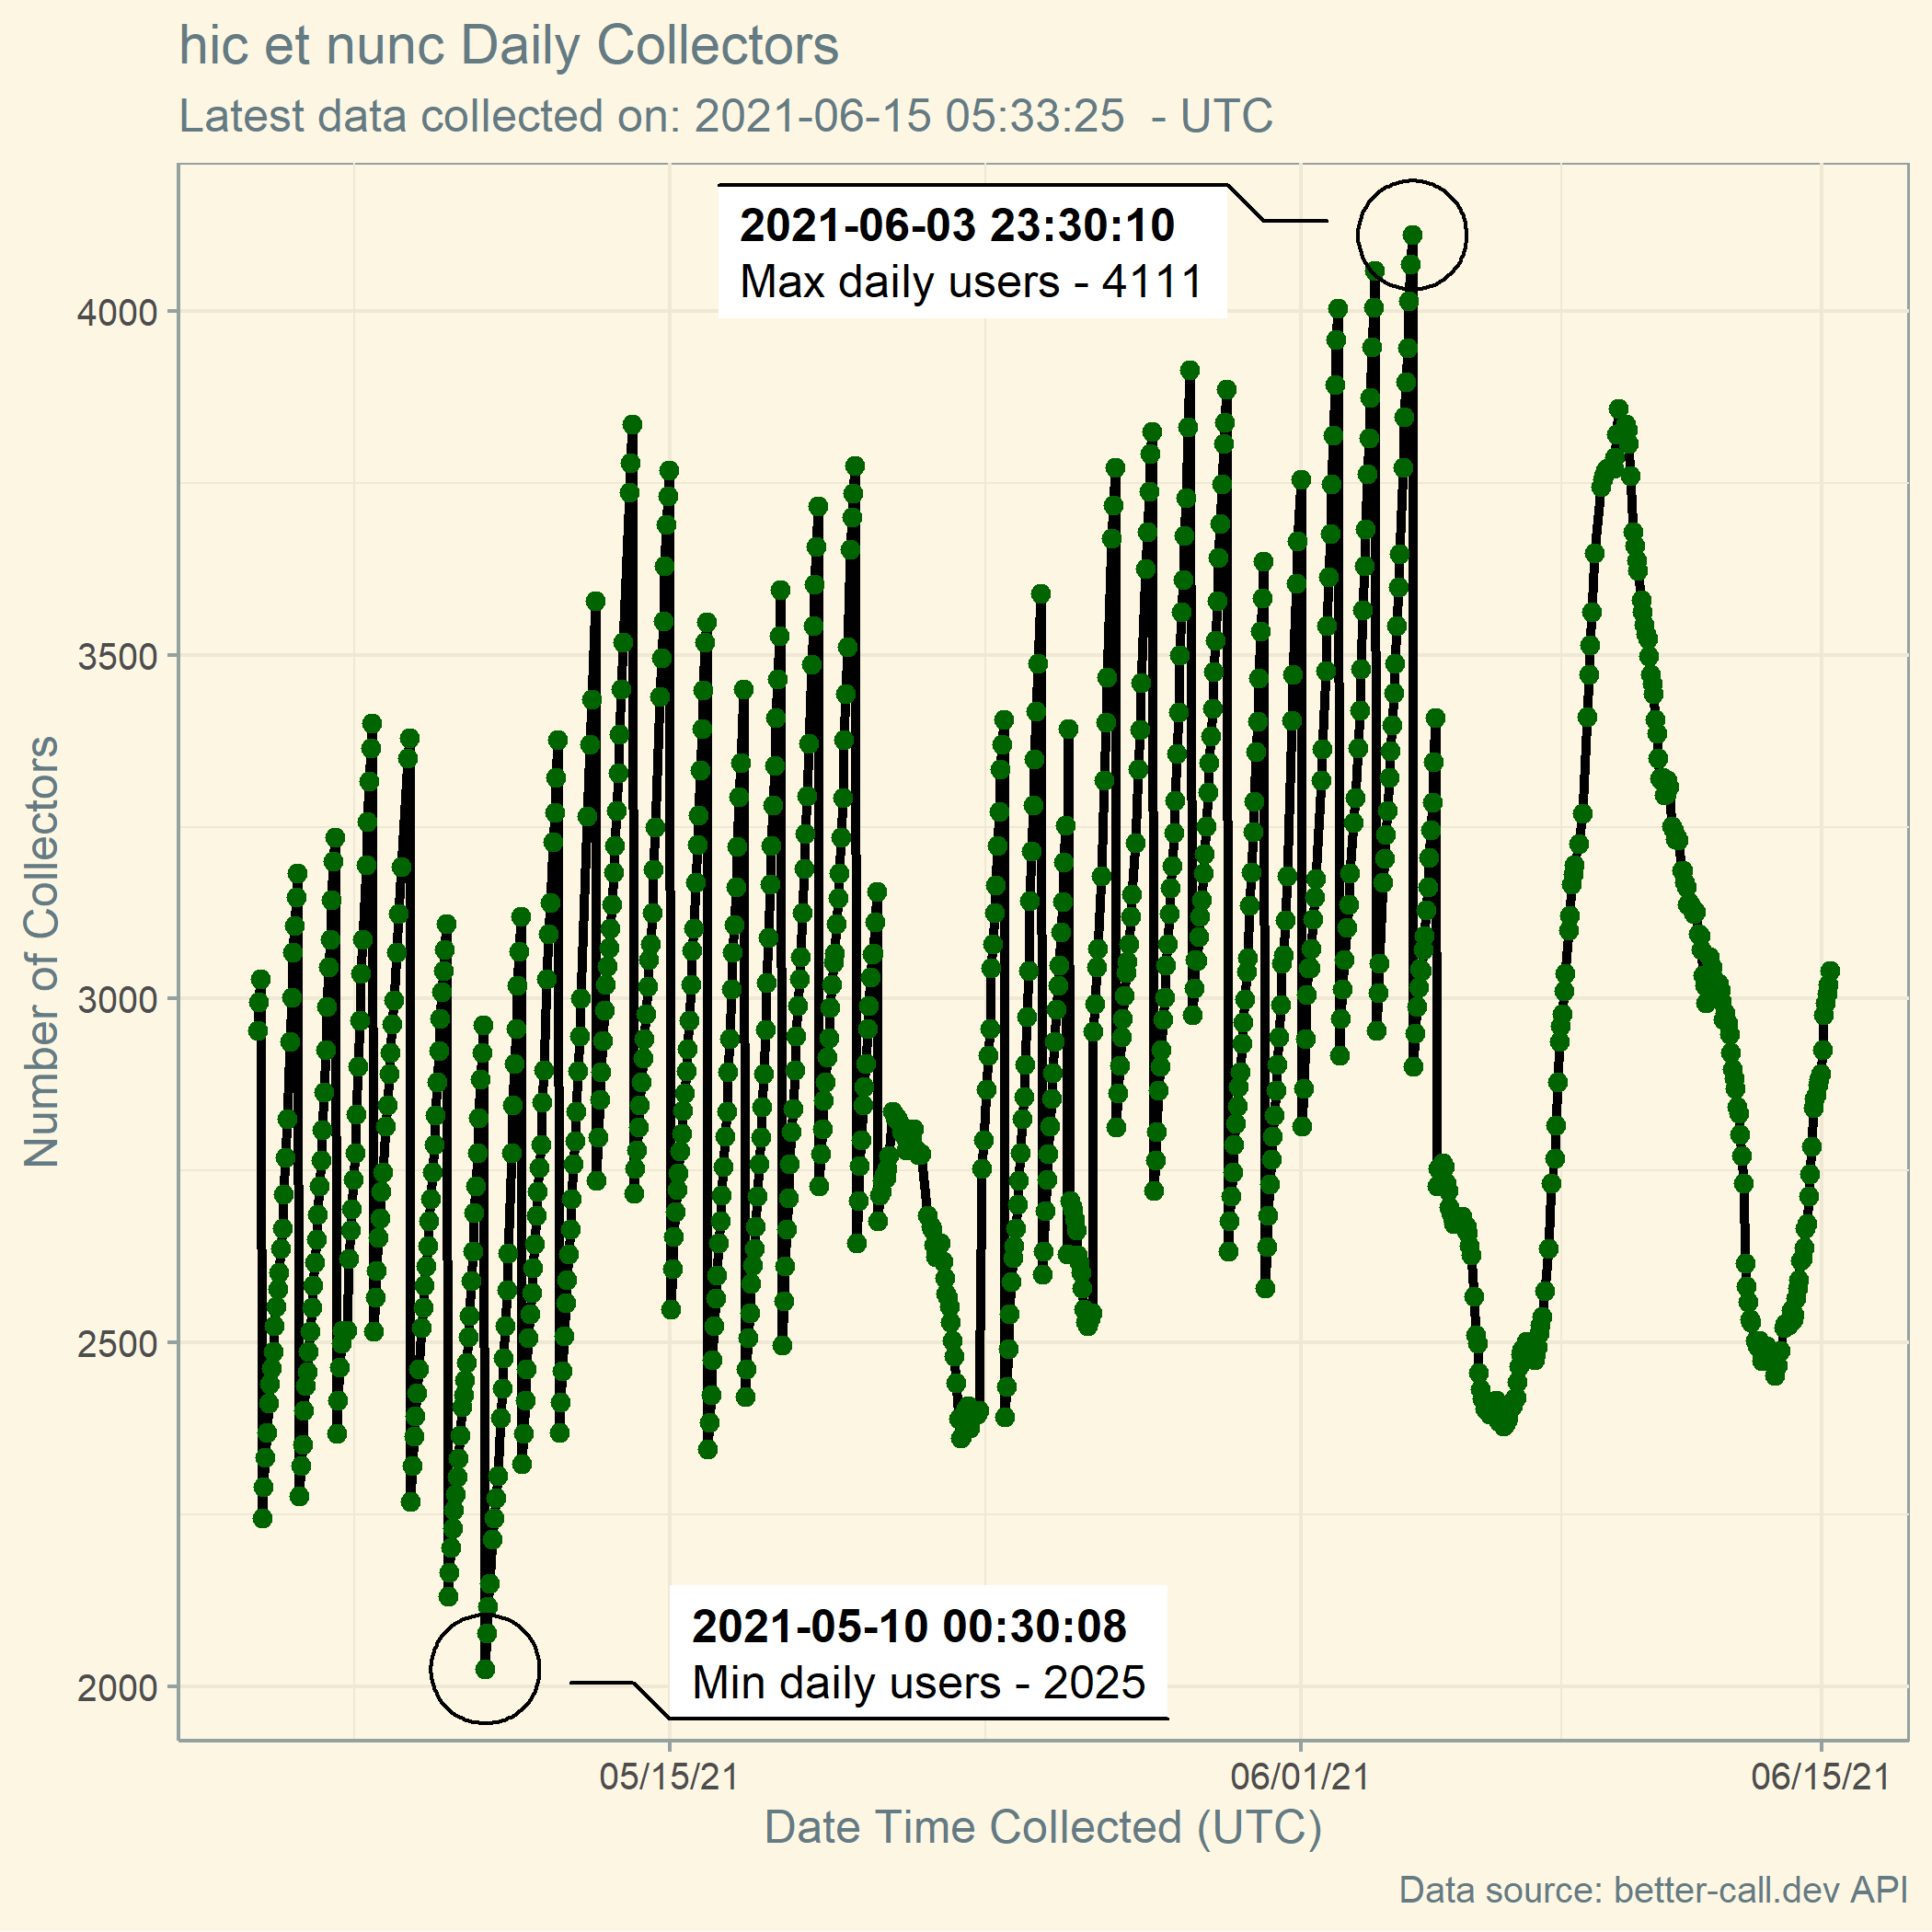 hic et nunc Daily Collectors
Latest data collected on: 2021-06-15 05:33:25  - UTC
2021-06-03 23:30:10
Max daily users - 4111
4000
3500
3000
2500
2000
Number of Collectors
2021-05-10 00:30:08
Min daily users - 2025
05/15/21
06/01/21
06/15/21
Date Time Collected (UTC)
Data source: better-call.dev API